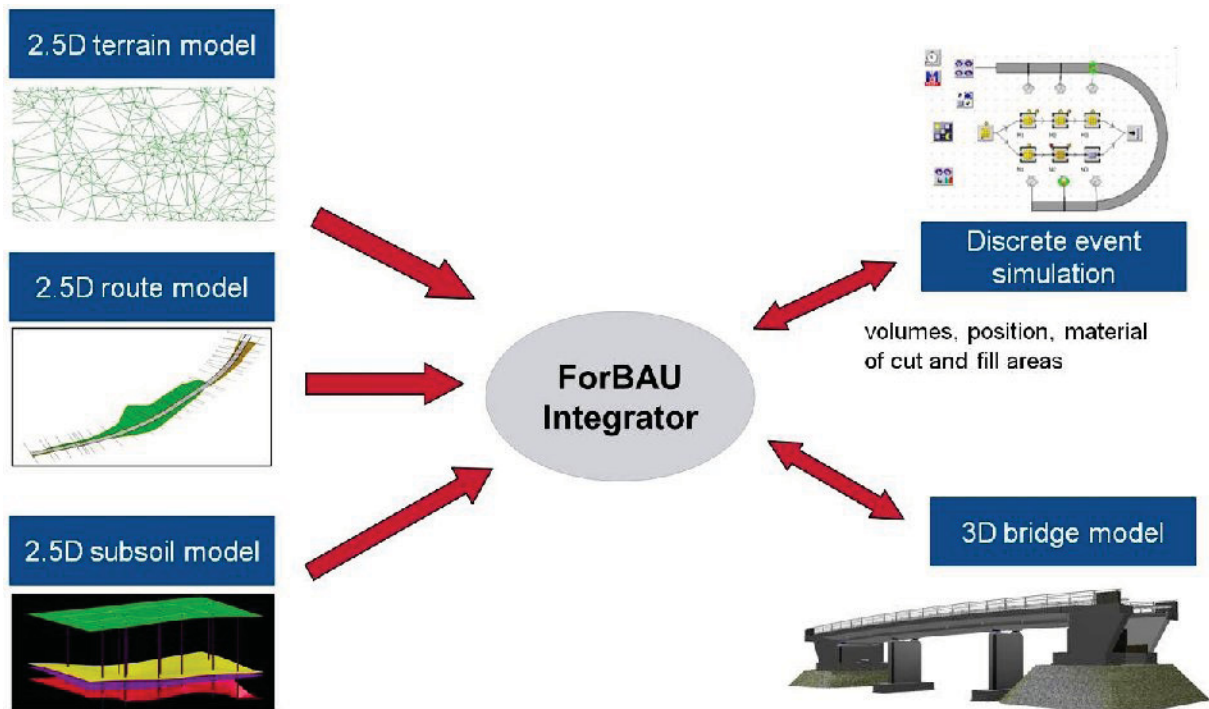 2.5D terrain model
2.5D route model
2.5D subsoil model
ForBAU
Integrator
Discrete event
simulation
volumes, position, material
of cut and fill areas
3D bridge model